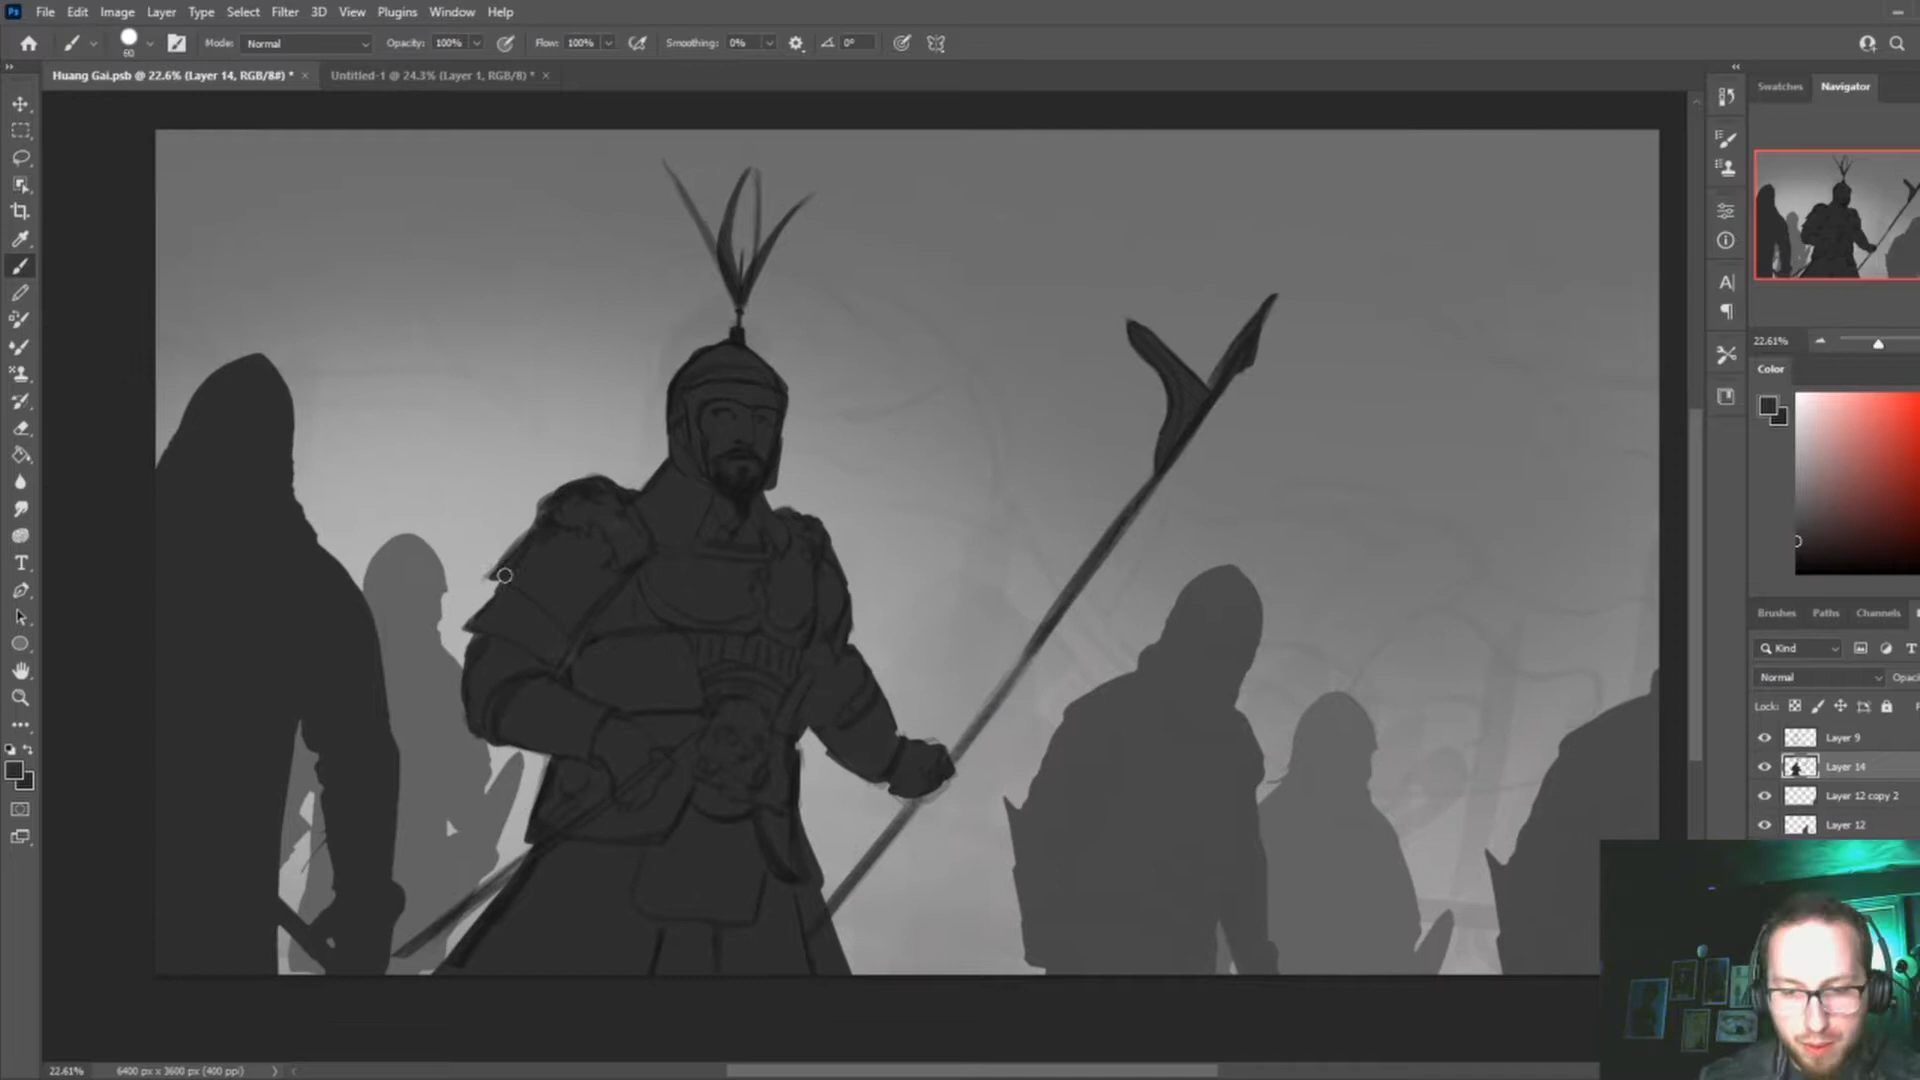 Ps File Edit Image Layer Type Select Filter 3D View Plugins Window Help
60 Mode: Normal Opacity: 100% Flow: 100% Smoothing: 0% 0°
Huang Gai.psb @ 22.6% (Layer 14, RGB/8#) * × Untitled-1 @ 24.3% (Layer 1, RGB/8) * ×
Swatches Navigator
22.61%
Color
Brushes Paths Channels
Kind
Normal Opac
Lock:
Layer 9
Layer 14
Layer 12 copy 2
Layer 12
22.61% 6400 px x 3600 px (400 ppi)